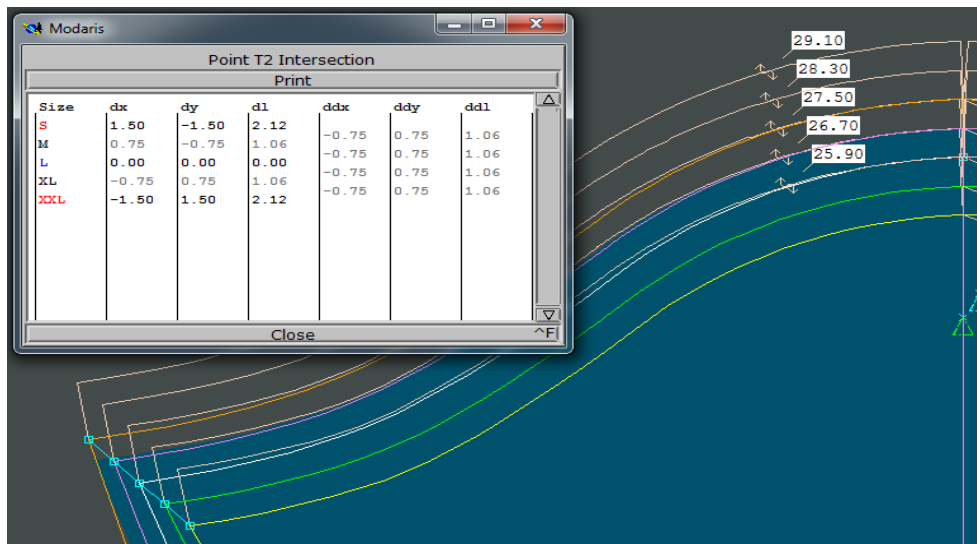 Modaris
Point T2 Intersection
Print
Size dx dy dl ddx ddy ddl
S 1.50 -1.50 2.12
-0.75 0.75 1.06
M 0.75 -0.75 1.06
-0.75 0.75 1.06
L 0.00 0.00 0.00
-0.75 0.75 1.06
XL -0.75 0.75 1.06
-0.75 0.75 1.06
XXL -1.50 1.50 2.12
Close ^F
29.10
28.30
27.50
26.70
25.90